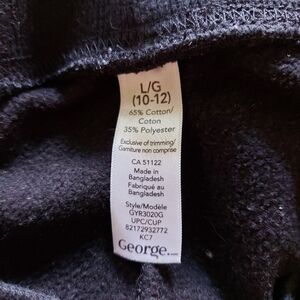 L/G
(10-12)
65% Cotton/
Coton
35% Polyester
Exclusive of trimming/
Garniture non comprise
CA 51122
Made in
Bangladesh
Fabriqué au
Bangladesh
Style/Modèle
GYR3020G
UPC/CUP
82172932772
KC7
George